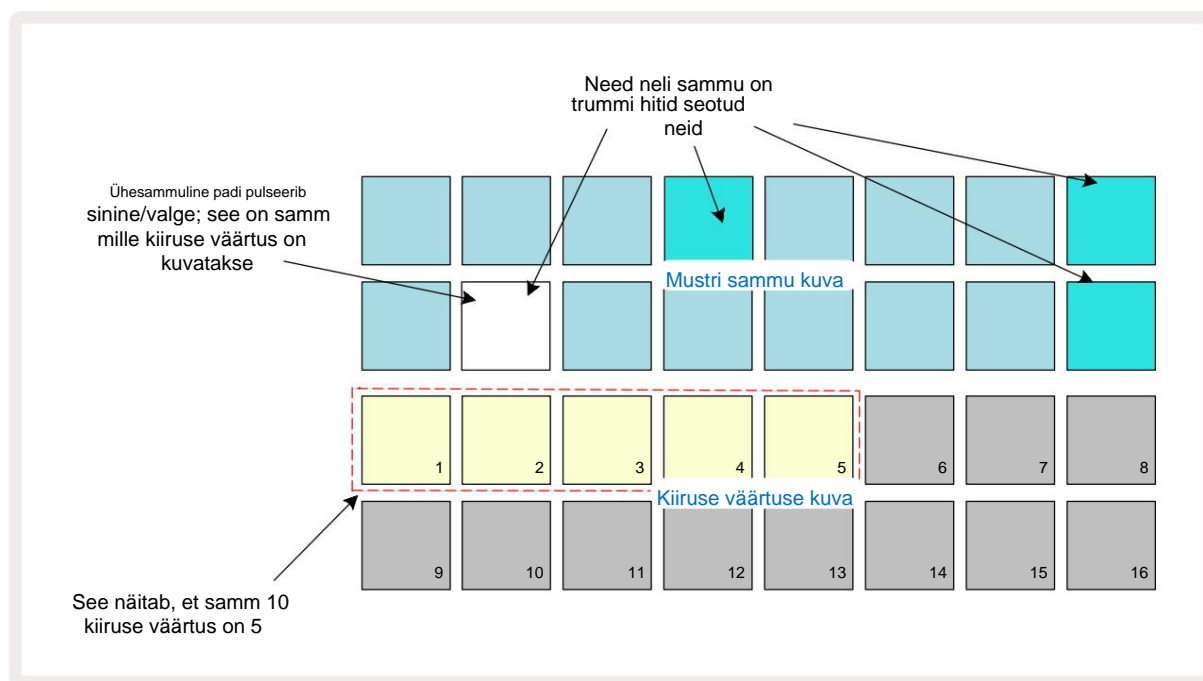 Need neli sammu on
trummi hitid seotud
neid
Ühesammuline padi pulseerib
sinine/valge; see on samm
mille kiiruse väärtus on
kuvatakse
Mustri sammu kuva
1 2 3 4 5 6 7 8
Kiiruse väärtuse kuva
9 10 11 12 13 14 15 16
See näitab, et samm 10
kiiruse väärtus on 5